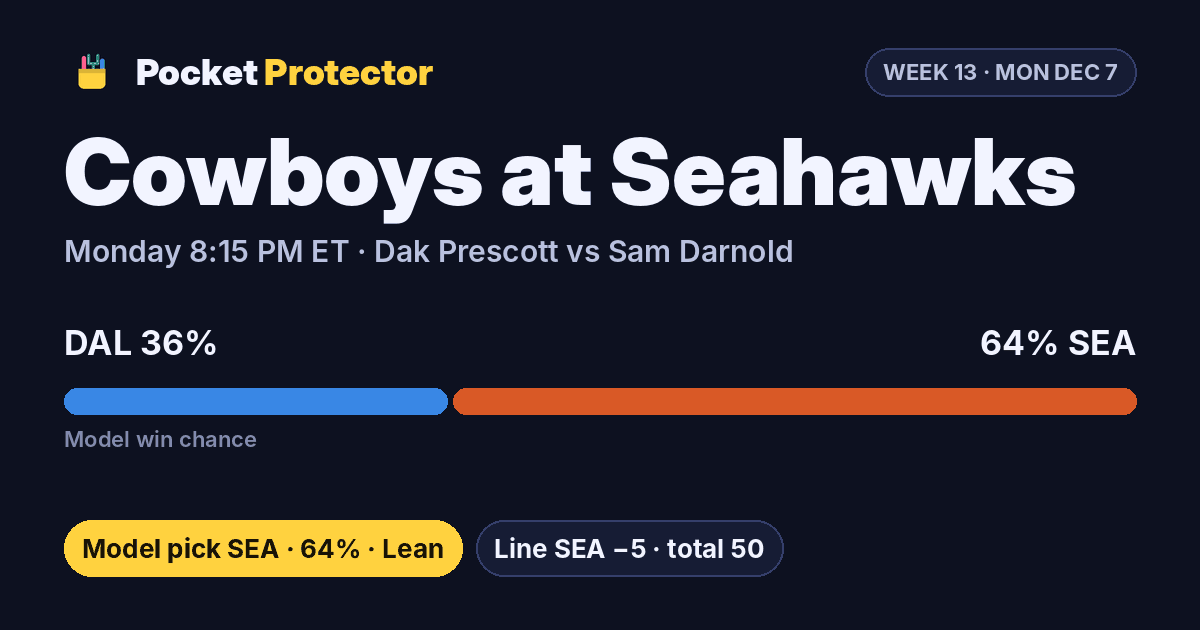 Pocket Protector
WEEK 13 · MON DEC 7
Cowboys at Seahawks
Monday 8:15 PM ET · Dak Prescott vs Sam Darnold
DAL 36%
64% SEA
Model win chance
Model pick SEA · 64% · Lean
Line SEA −5 · total 50